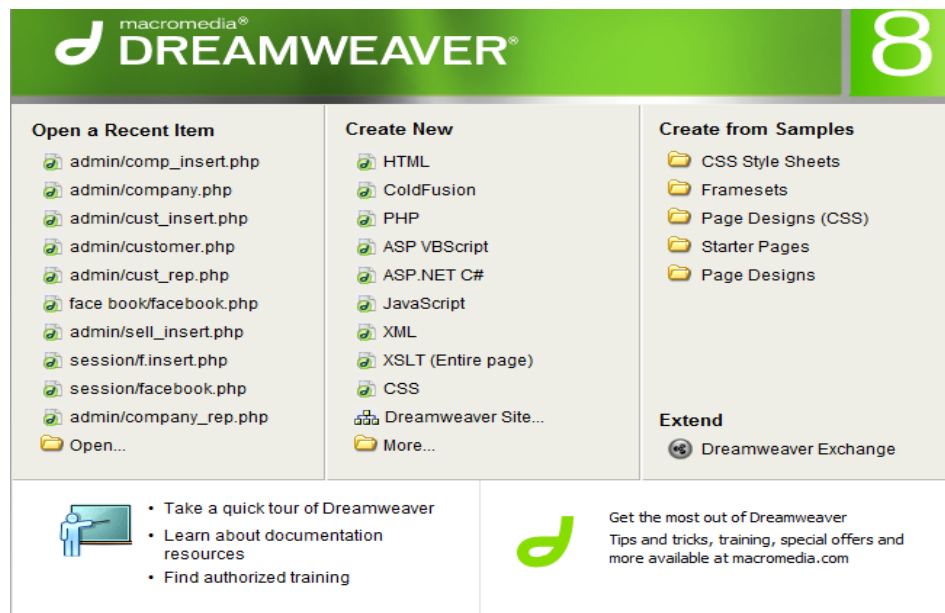 macromedia®
DREAMWEAVER®
8
Open a Recent Item
admin/comp_insert.php
admin/company.php
admin/cust_insert.php
admin/customer.php
admin/cust_rep.php
face book/facebook.php
admin/sell_insert.php
session/f.insert.php
session/facebook.php
admin/company_rep.php
Open...
Create New
HTML
ColdFusion
PHP
ASP VBScript
ASP.NET C#
JavaScript
XML
XSLT (Entire page)
CSS
Dreamweaver Site...
More...
Create from Samples
CSS Style Sheets
Framesets
Page Designs (CSS)
Starter Pages
Page Designs
Extend
Dreamweaver Exchange
• Take a quick tour of Dreamweaver
• Learn about documentation
resources
• Find authorized training
Get the most out of Dreamweaver
Tips and tricks, training, special offers and
more available at macromedia.com